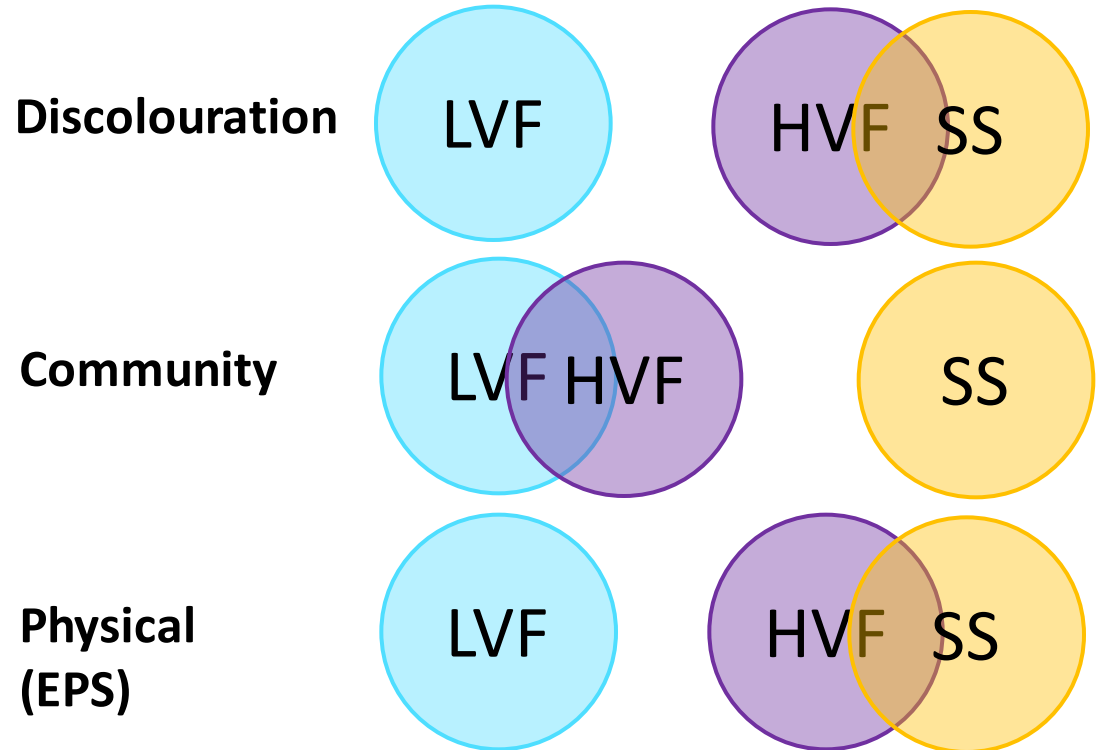 Discolouration LVF HVF SS
Community LVF HVF SS
Physical
(EPS) LVF HVF SS